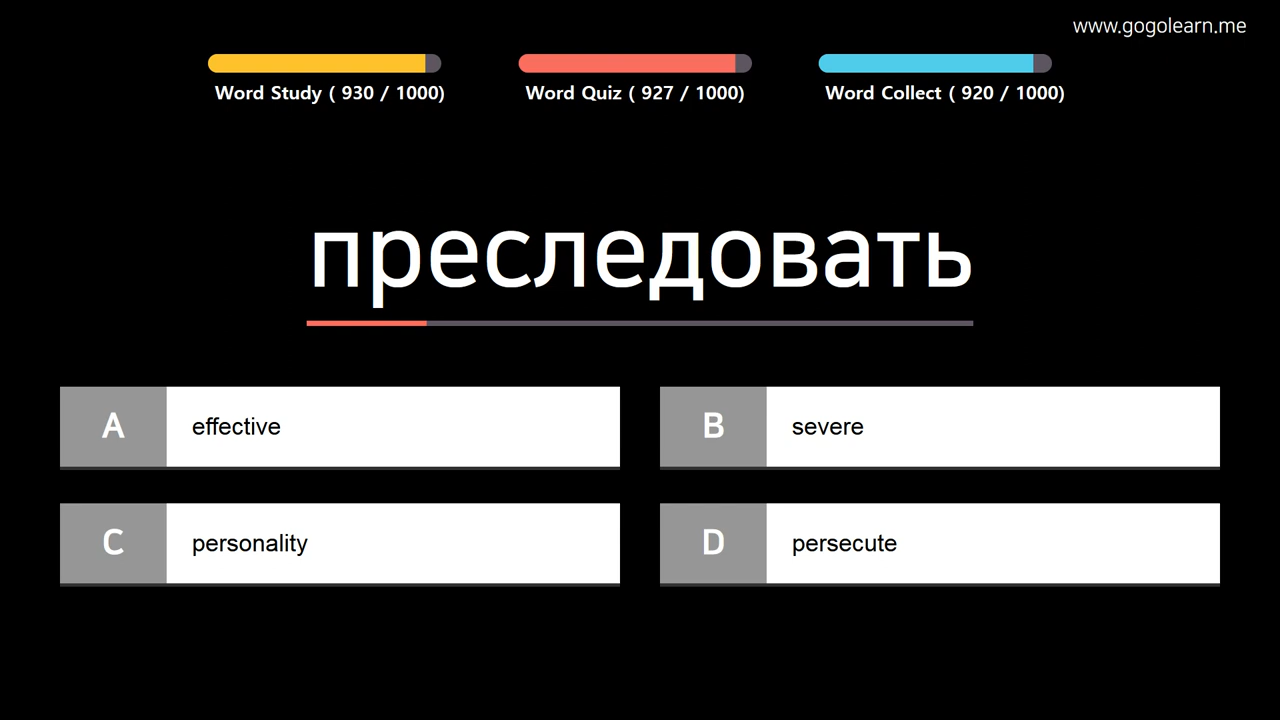 www.gogolearn.me
Word Study ( 930 / 1000)
Word Quiz ( 927 / 1000)
Word Collect ( 920 / 1000)
преследовать
A effective
B severe
C personality
D persecute